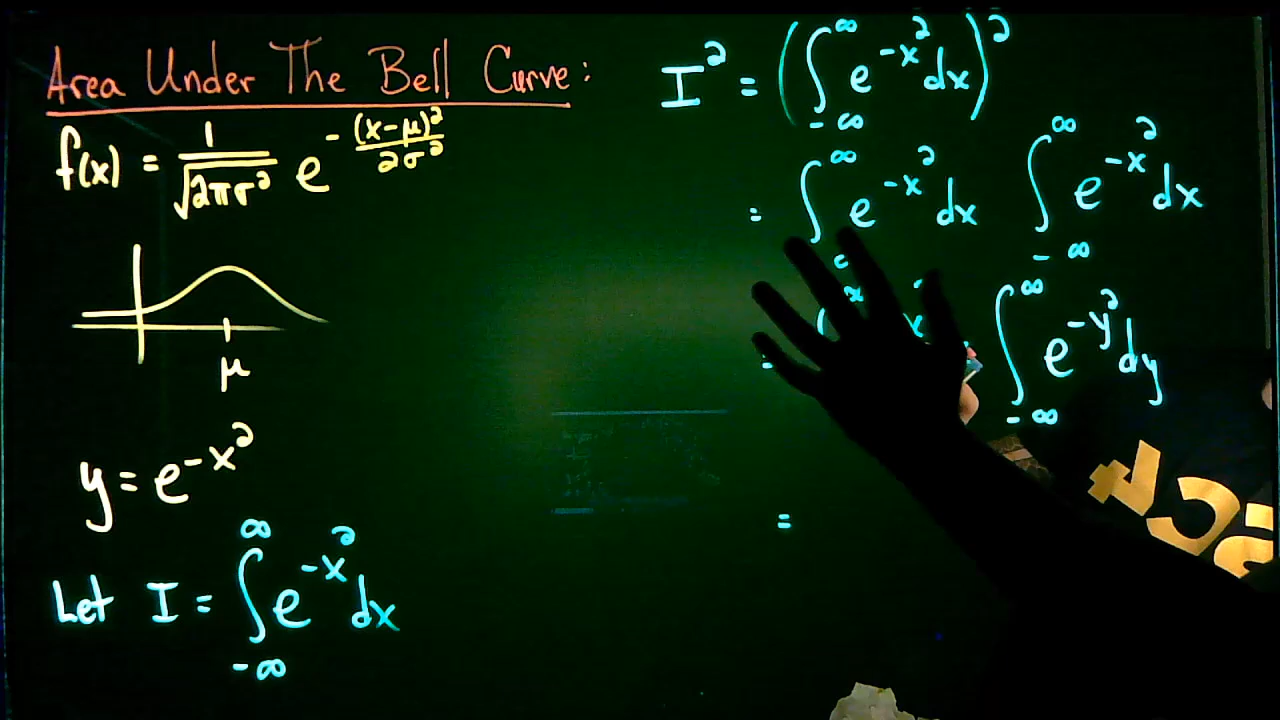 Area Under The Bell Curve:
f(x) = 1/√(2πσ²) e^(-(x-μ)²/(2σ²))
μ
y = e^(-x²)
Let I = ∫_{-∞}^{∞} e^(-x²) dx
I² = (∫_{-∞}^{∞} e^(-x²) dx)²
= ∫_{-∞}^{∞} e^(-x²) dx ∫_{-∞}^{∞} e^(-x²) dx
∫_{-∞}^{∞} e^(-y²) dy
=